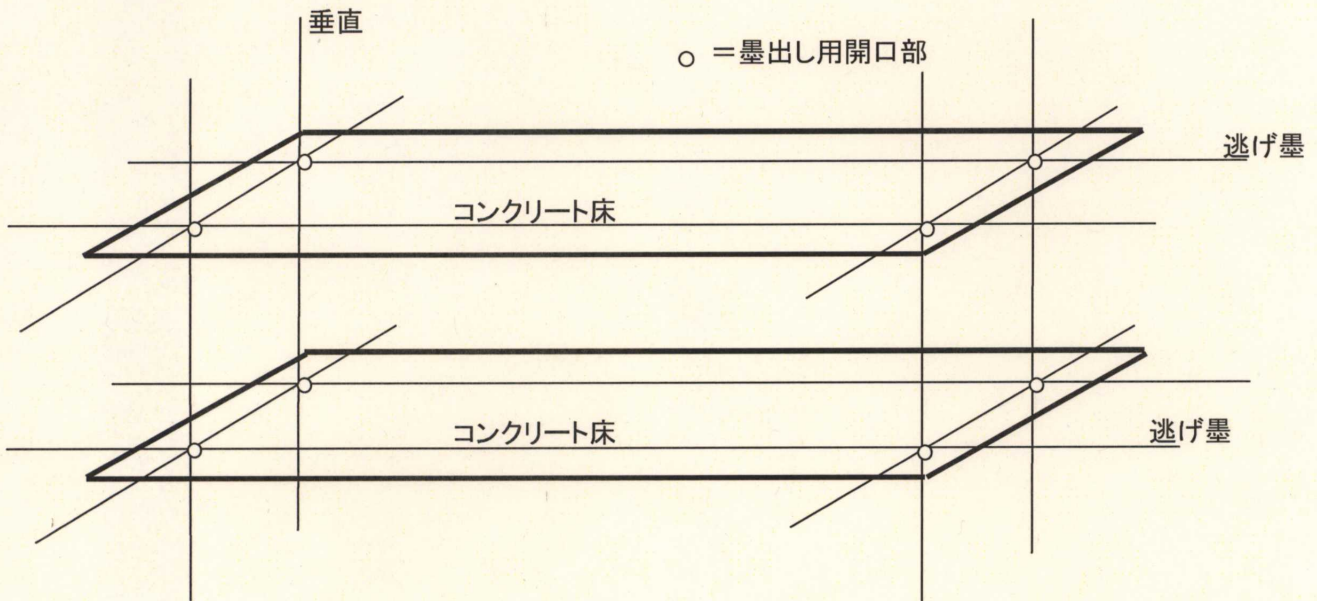 垂直
○ =墨出し用開口部
逃げ墨
コンクリート床
コンクリート床
逃げ墨